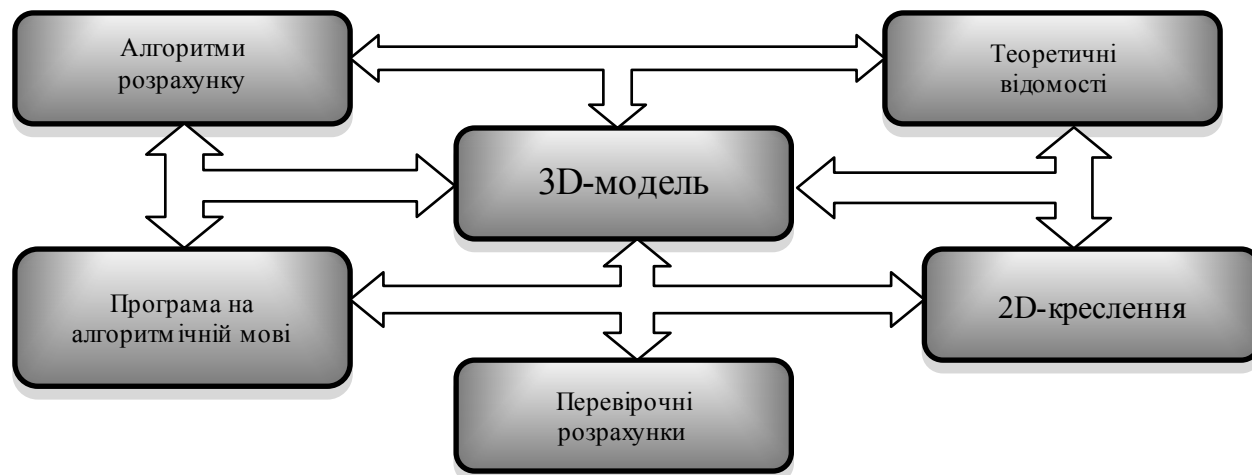 Алгоритми
розрахунку
Теоретичні
відомості
3D-модель
Програма на
алгоритмічній мові
2D-креслення
Перевірочні
розрахунки